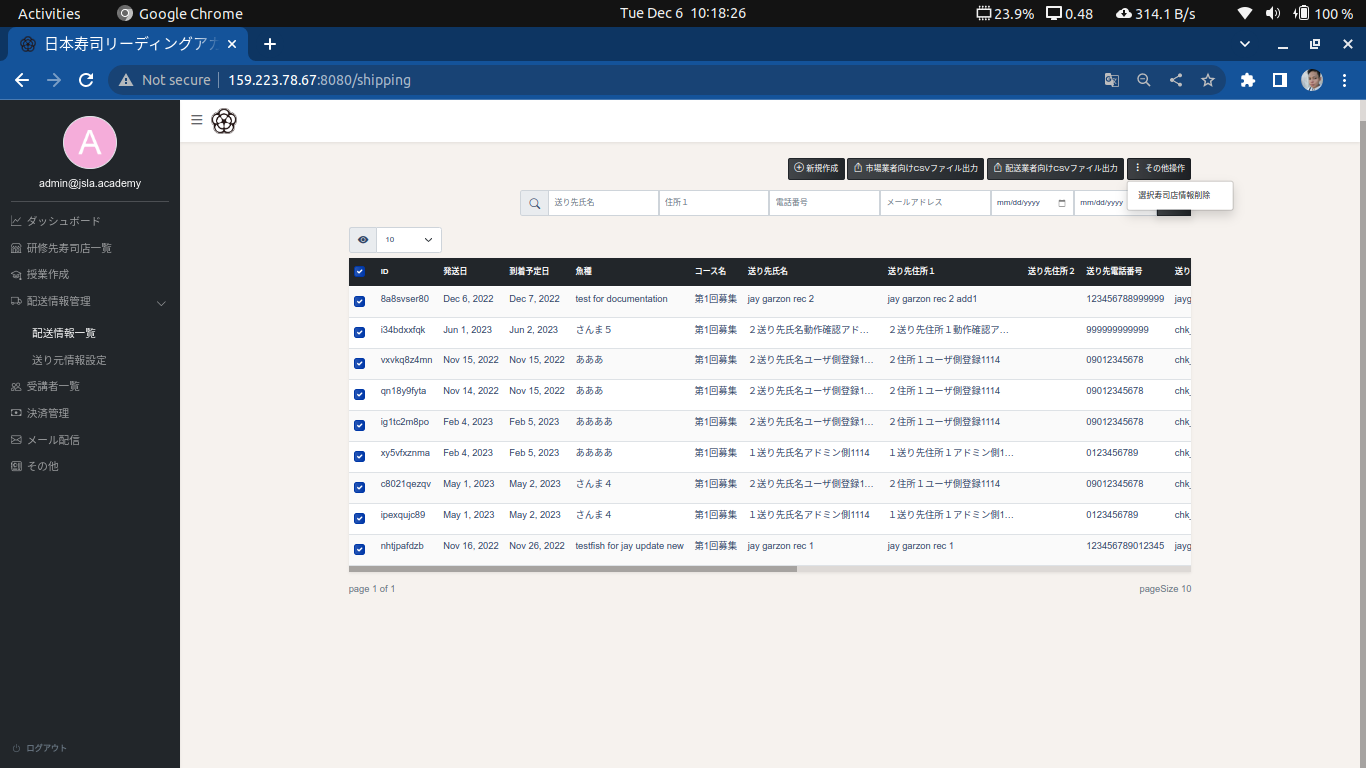 Activities Google Chrome Tue Dec 6 10:18:26 23.9% 0.48 314.1 B/s 100 %
日本寿司リーディングアカ
Not secure 159.223.78.67:8080/shipping
A
admin@jsla.academy
ダッシュボード
研修先寿司店一覧
授業作成
配送情報管理
配送情報一覧
送り元情報設定
受講者一覧
決済管理
メール配信
その他
ログアウト
新規作成 市場業者向けCSVファイル出力 配送業者向けCSVファイル出力 その他操作
選択寿司店情報削除
送り先氏名 住所１ 電話番号 メールアドレス mm/dd/yyyy mm/dd/yyyy
10
ID 発送日 到着予定日 魚種 コース名 送り先氏名 送り先住所１ 送り先住所２ 送り先電話番号 送り
8a8svser80 Dec 6, 2022 Dec 7, 2022 test for documentation 第1回募集 jay garzon rec 2 jay garzon rec 2 add1 123456788999999 jayg
i34bdxxfqk Jun 1, 2023 Jun 2, 2023 さんま５ 第1回募集 ２送り先氏名動作確認アド... ２送り先住所１動作確認ア... 999999999999 chk_
vxvkq8z4mn Nov 15, 2022 Nov 15, 2022 あああ 第1回募集 ２送り先氏名ユーザ側登録1... ２住所１ユーザ側登録1114 09012345678 chk_
qn18y9fyta Nov 14, 2022 Nov 15, 2022 あああ 第1回募集 ２送り先氏名ユーザ側登録1... ２住所１ユーザ側登録1114 09012345678 chk_
ig1tc2m8po Feb 4, 2023 Feb 5, 2023 ああああ 第1回募集 ２送り先氏名ユーザ側登録1... ２住所１ユーザ側登録1114 09012345678 chk_
xy5vfxznma Feb 4, 2023 Feb 5, 2023 ああああ 第1回募集 １送り先氏名アドミン側1114 １送り先住所１アドミン側1... 0123456789 chk_
c8021qezqv May 1, 2023 May 2, 2023 さんま４ 第1回募集 ２送り先氏名ユーザ側登録1... ２住所１ユーザ側登録1114 09012345678 chk_
ipexqujc89 May 1, 2023 May 2, 2023 さんま４ 第1回募集 １送り先氏名アドミン側1114 １送り先住所１アドミン側1... 0123456789 chk_
nhtjpafdzb Nov 16, 2022 Nov 26, 2022 testfish for jay update new 第1回募集 jay garzon rec 1 jay garzon rec 1 123456789012345 jayg
page 1 of 1 pageSize 10